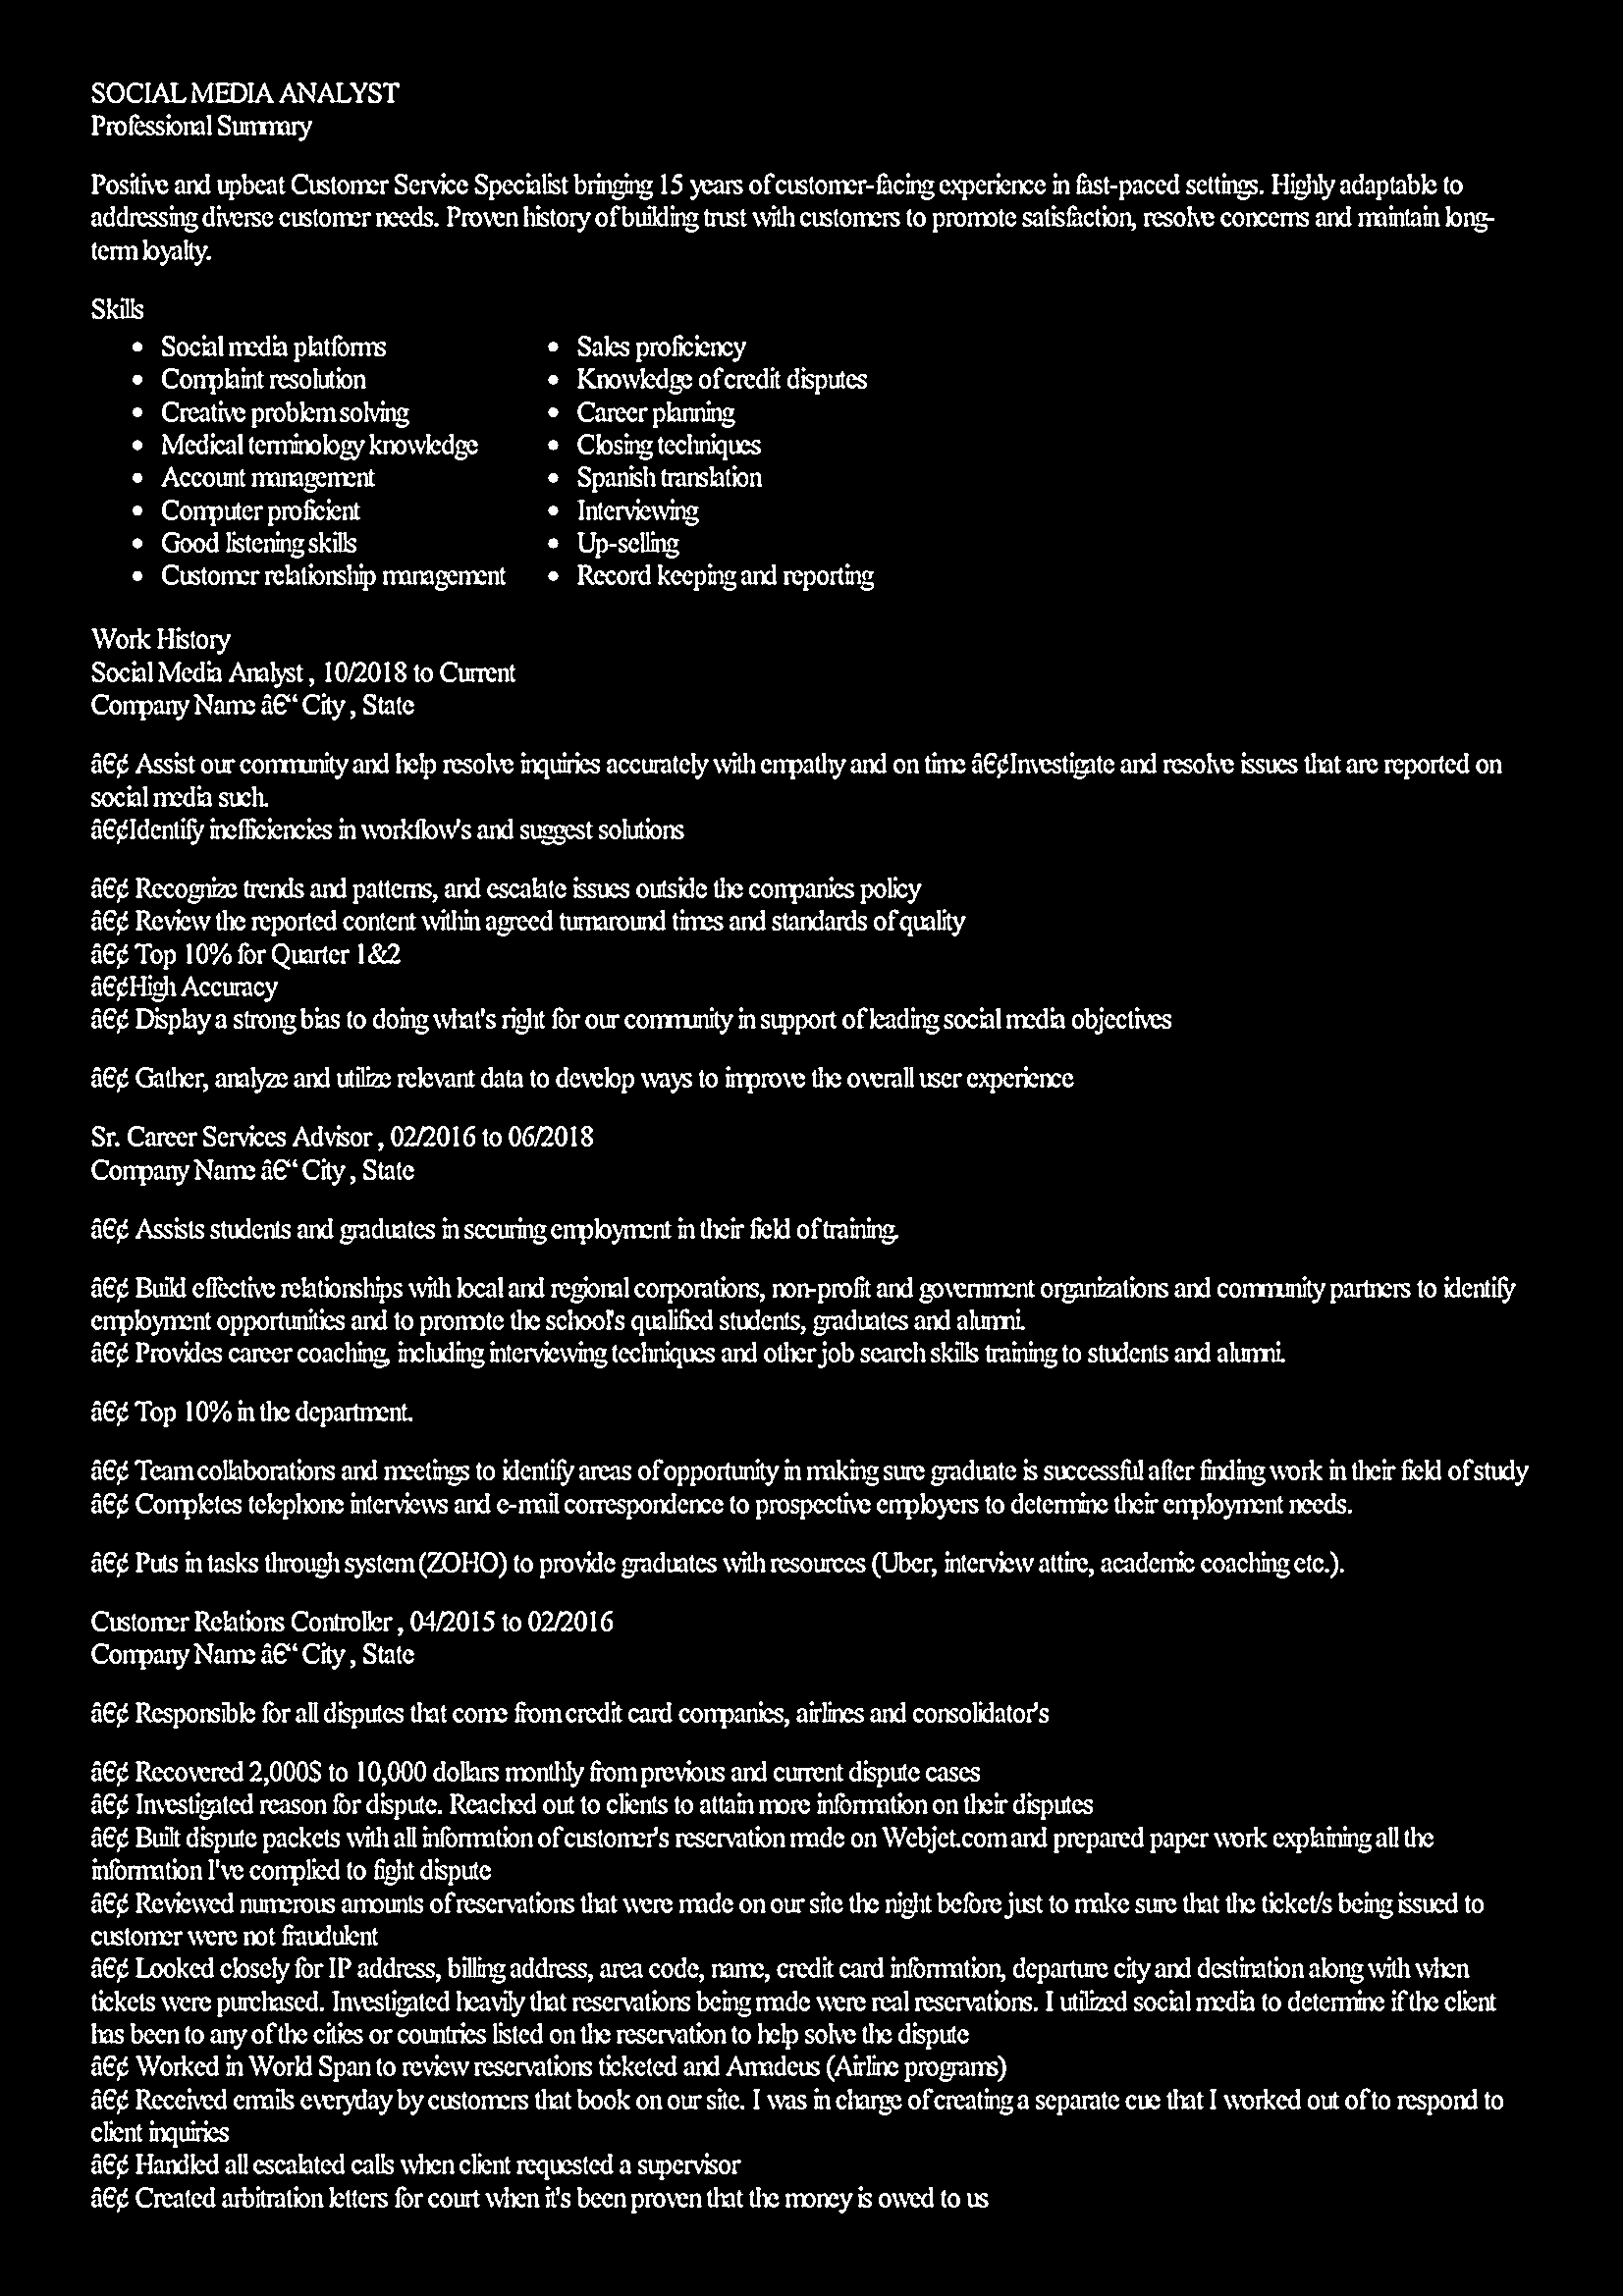 SOCIAL MEDIA ANALYST
Professional Summary
Positive and upbeat Customer Service Specialist bringing 15 years of customer-facing experience in fast-paced settings. Highly adaptable to
addressing diverse customer needs. Proven history of building trust with customers to promote satisfaction, resolve concerns and maintain long-
term loyalty.
Skills
• Social media platforms
• Complaint resolution
• Creative problem solving
• Medical terminology knowledge
• Account management
• Computer proficient
• Good listening skills
• Customer relationship management
• Sales proficiency
• Knowledge of credit disputes
• Career planning
• Closing techniques
• Spanish translation
• Interviewing
• Up-selling
• Record keeping and reporting
Work History
Social Media Analyst , 10/2018 to Current
Company Name â€“ City , State
â€¢ Assist our community and help resolve inquiries accurately with empathy and on time â€¢Investigate and resolve issues that are reported on
social media such.
â€¢Identify inefficiencies in workflow's and suggest solutions
â€¢ Recognize trends and patterns, and escalate issues outside the companies policy
â€¢ Review the reported content within agreed turnaround times and standards of quality
â€¢ Top 10% for Quarter 1&2
â€¢High Accuracy
â€¢ Display a strong bias to doing what's right for our community in support of leading social media objectives
â€¢ Gather, analyze and utilize relevant data to develop ways to improve the overall user experience
Sr. Career Services Advisor , 02/2016 to 06/2018
Company Name â€“ City , State
â€¢ Assists students and graduates in securing employment in their field of training.
â€¢ Build effective relationships with local and regional corporations, non-profit and government organizations and community partners to identify
employment opportunities and to promote the school's qualified students, graduates and alumni.
â€¢ Provides career coaching, including interviewing techniques and other job search skills training to students and alumni.
â€¢ Top 10% in the department.
â€¢ Team collaborations and meetings to identify areas of opportunity in making sure graduate is successful after finding work in their field of study
â€¢ Completes telephone interviews and e-mail correspondence to prospective employers to determine their employment needs.
â€¢ Puts in tasks through system (ZOHO) to provide graduates with resources (Uber, interview attire, academic coaching etc.).
Customer Relations Controller , 04/2015 to 02/2016
Company Name â€“ City , State
â€¢ Responsible for all disputes that come from credit card companies, airlines and consolidator's
â€¢ Recovered 2,000$ to 10,000 dollars monthly from previous and current dispute cases
â€¢ Investigated reason for dispute. Reached out to clients to attain more information on their disputes
â€¢ Built dispute packets with all information of customer's reservation made on Webjet.com and prepared paper work explaining all the
information I've complied to fight dispute
â€¢ Reviewed numerous amounts of reservations that were made on our site the night before just to make sure that the ticket/s being issued to
customer were not fraudulent
â€¢ Looked closely for IP address, billing address, area code, name, credit card information, departure city and destination along with when
tickets were purchased. Investigated heavily that reservations being made were real reservations. I utilized social media to determine if the client
has been to any of the cities or countries listed on the reservation to help solve the dispute
â€¢ Worked in World Span to review reservations ticketed and Amadeus (Airline programs)
â€¢ Received emails everyday by customers that book on our site. I was in charge of creating a separate cue that I worked out of to respond to
client inquiries
â€¢ Handled all escalated calls when client requested a supervisor
â€¢ Created arbitration letters for court when it's been proven that the money is owed to us